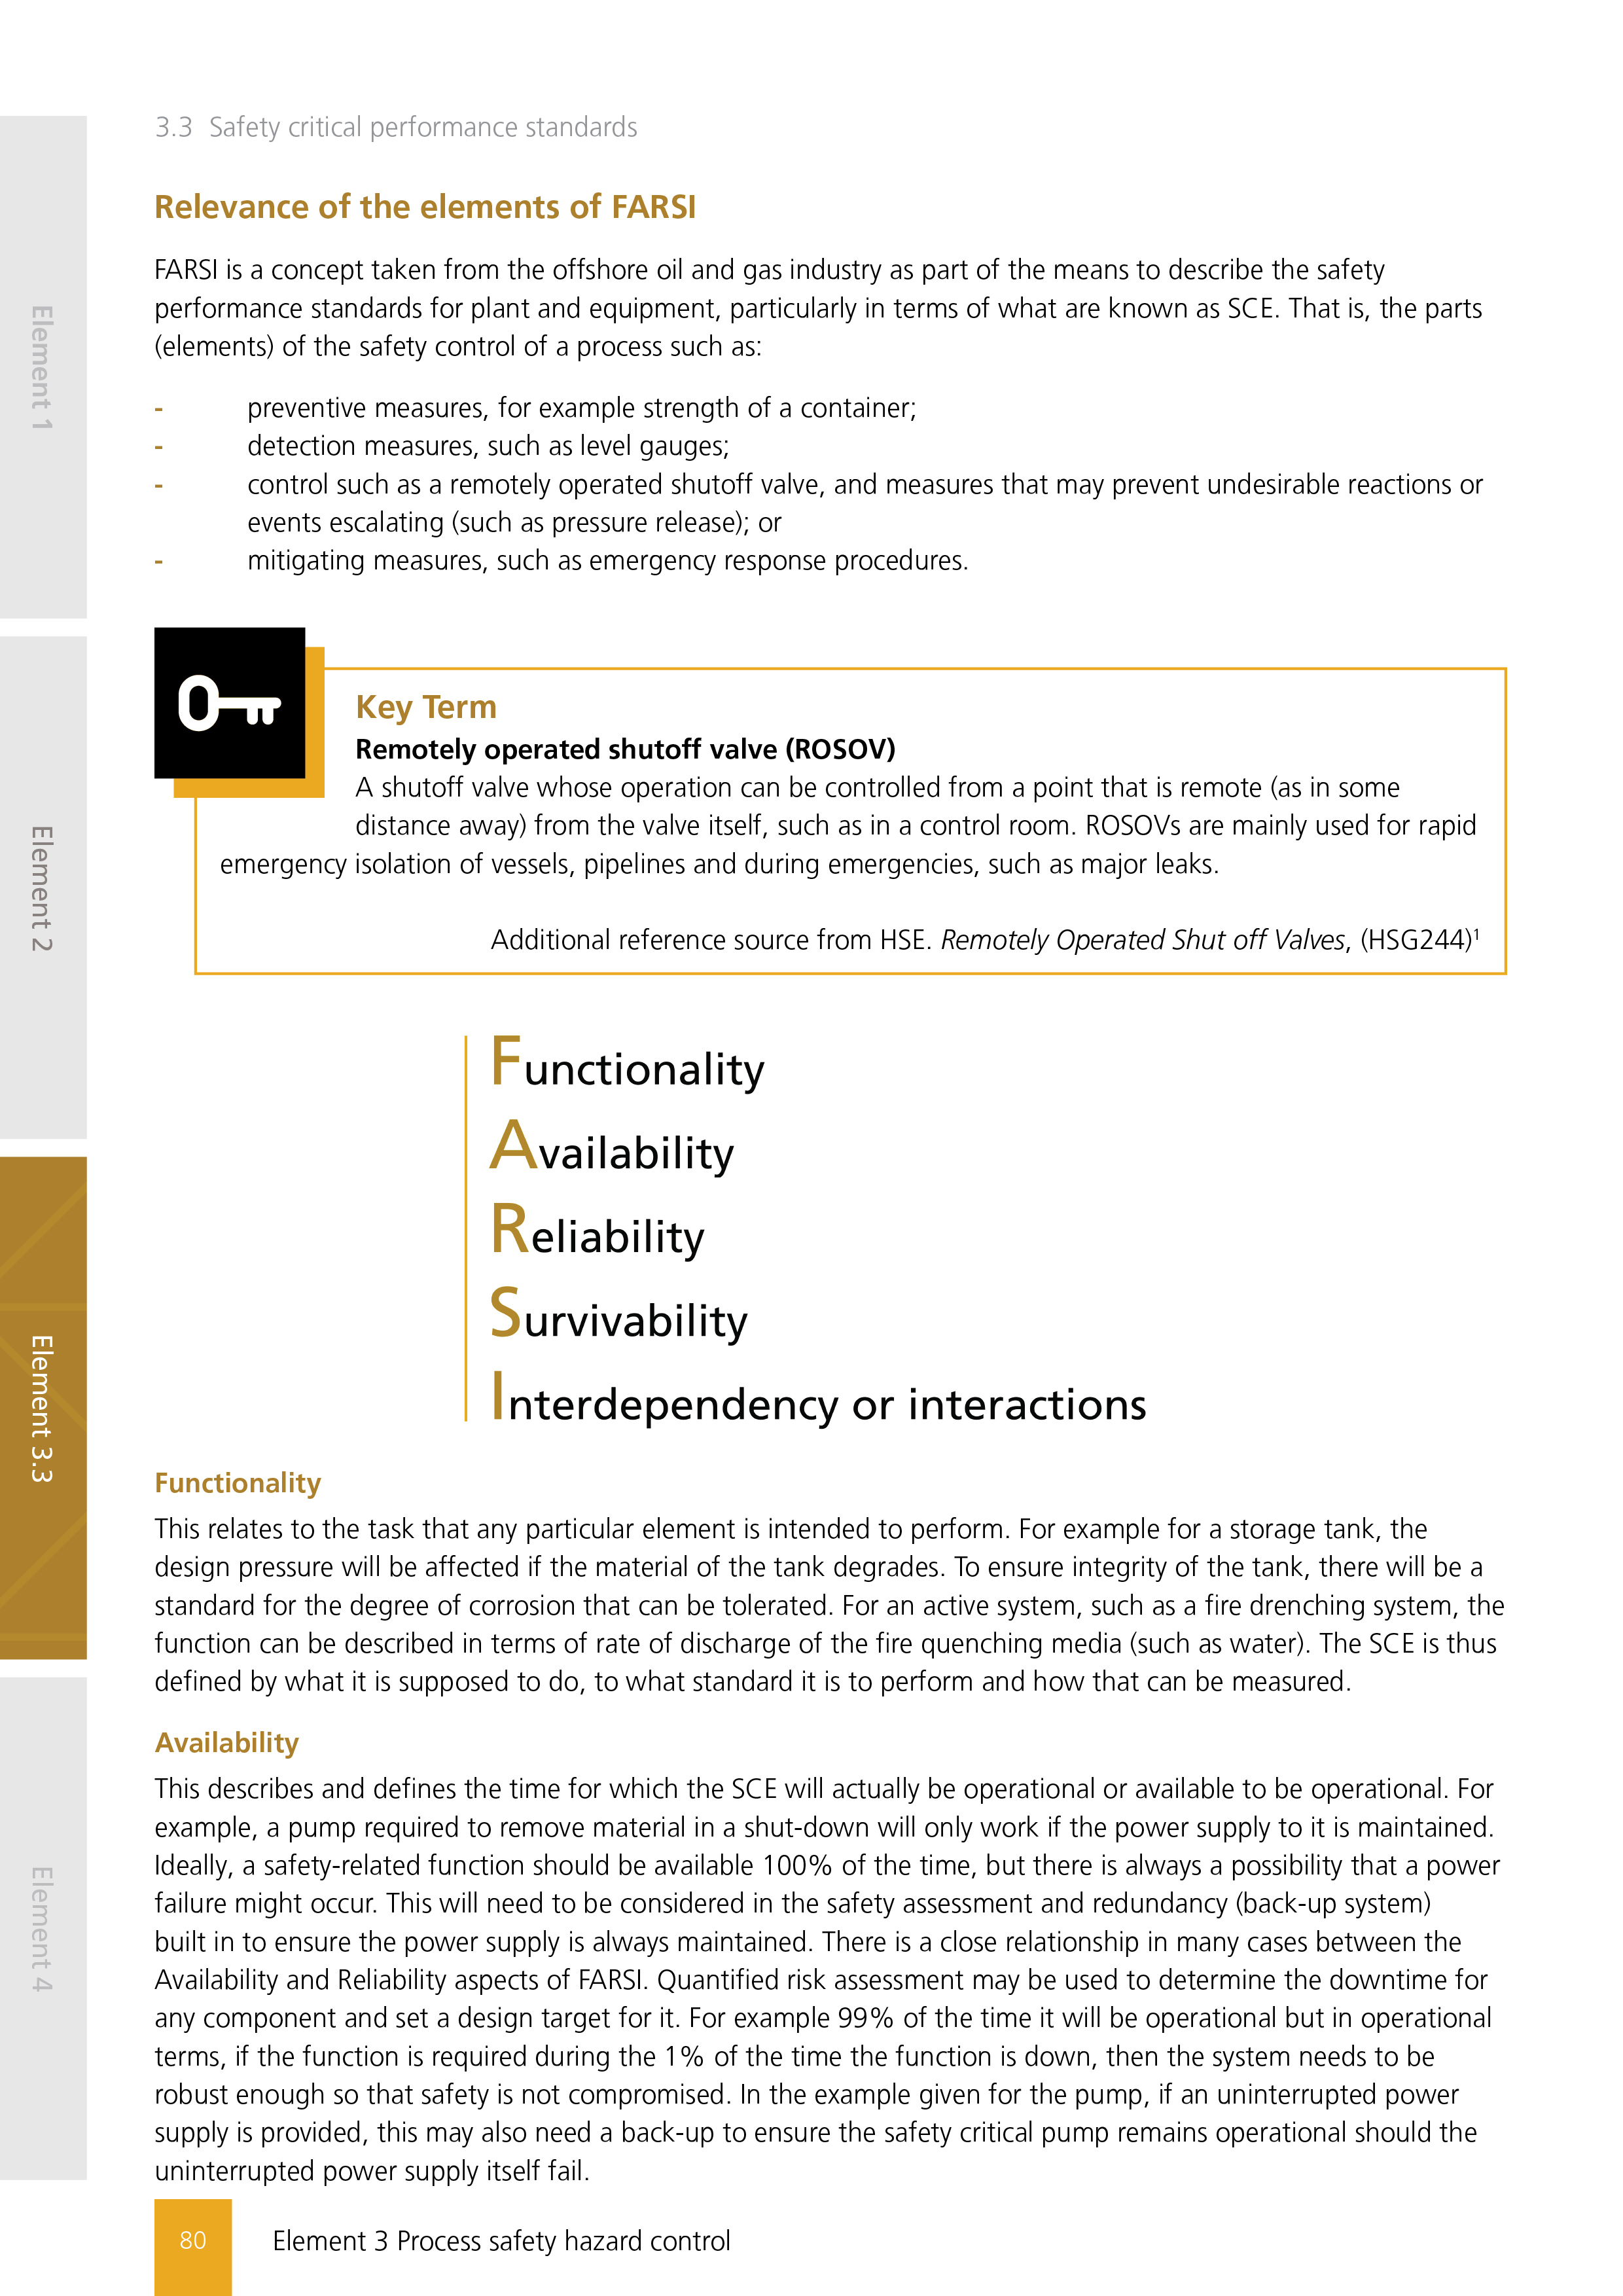 3.3 Safety critical performance standards
Relevance of the elements of FARSI
FARSI is a concept taken from the offshore oil and gas industry as part of the means to describe the safety
performance standards for plant and equipment, particularly in terms of what are known as SCE. That is, the parts
(elements) of the safety control of a process such as:
- preventive measures, for example strength of a container;
- detection measures, such as level gauges;
- control such as a remotely operated shutoff valve, and measures that may prevent undesirable reactions or
events escalating (such as pressure release); or
- mitigating measures, such as emergency response procedures.
Key Term
Remotely operated shutoff valve (ROSOV)
A shutoff valve whose operation can be controlled from a point that is remote (as in some
distance away) from the valve itself, such as in a control room. ROSOVs are mainly used for rapid
emergency isolation of vessels, pipelines and during emergencies, such as major leaks.
Additional reference source from HSE. Remotely Operated Shut off Valves, (HSG244)¹
Functionality
Availability
Reliability
Survivability
Interdependency or interactions
Functionality
This relates to the task that any particular element is intended to perform. For example for a storage tank, the
design pressure will be affected if the material of the tank degrades. To ensure integrity of the tank, there will be a
standard for the degree of corrosion that can be tolerated. For an active system, such as a fire drenching system, the
function can be described in terms of rate of discharge of the fire quenching media (such as water). The SCE is thus
defined by what it is supposed to do, to what standard it is to perform and how that can be measured.
Availability
This describes and defines the time for which the SCE will actually be operational or available to be operational. For
example, a pump required to remove material in a shut-down will only work if the power supply to it is maintained.
Ideally, a safety-related function should be available 100% of the time, but there is always a possibility that a power
failure might occur. This will need to be considered in the safety assessment and redundancy (back-up system)
built in to ensure the power supply is always maintained. There is a close relationship in many cases between the
Availability and Reliability aspects of FARSI. Quantified risk assessment may be used to determine the downtime for
any component and set a design target for it. For example 99% of the time it will be operational but in operational
terms, if the function is required during the 1% of the time the function is down, then the system needs to be
robust enough so that safety is not compromised. In the example given for the pump, if an uninterrupted power
supply is provided, this may also need a back-up to ensure the safety critical pump remains operational should the
uninterrupted power supply itself fail.
80 Element 3 Process safety hazard control
Element 1
Element 2
Element 3.3
Element 4